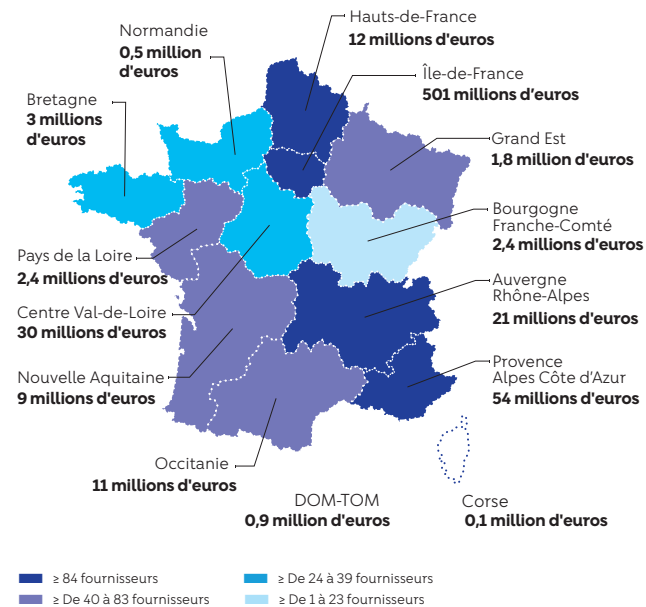 Hauts-de-France
12 millions d'euros
Normandie
0,5 million
d'euros
Île-de-France
501 millions d’euros
Bretagne
3 millions
d'euros
Grand Est
1,8 million d'euros
Bourgogne
Franche-Comté
2,4 millions d'euros
Pays de la Loire
2,4 millions d'euros
Auvergne
Rhône-Alpes
21 millions d'euros
Centre Val-de-Loire
30 millions d'euros
Provence
Alpes Côte d’Azur
54 millions d'euros
Nouvelle Aquitaine
9 millions d'euros
Occitanie
11 millions d'euros
DOM-TOM
0,9 million d'euros
Corse
0,1 million d'euros
≥ 84 fournisseurs
≥ De 24 à 39 fournisseurs
≥ De 40 à 83 fournisseurs
≥ De 1 à 23 fournisseurs